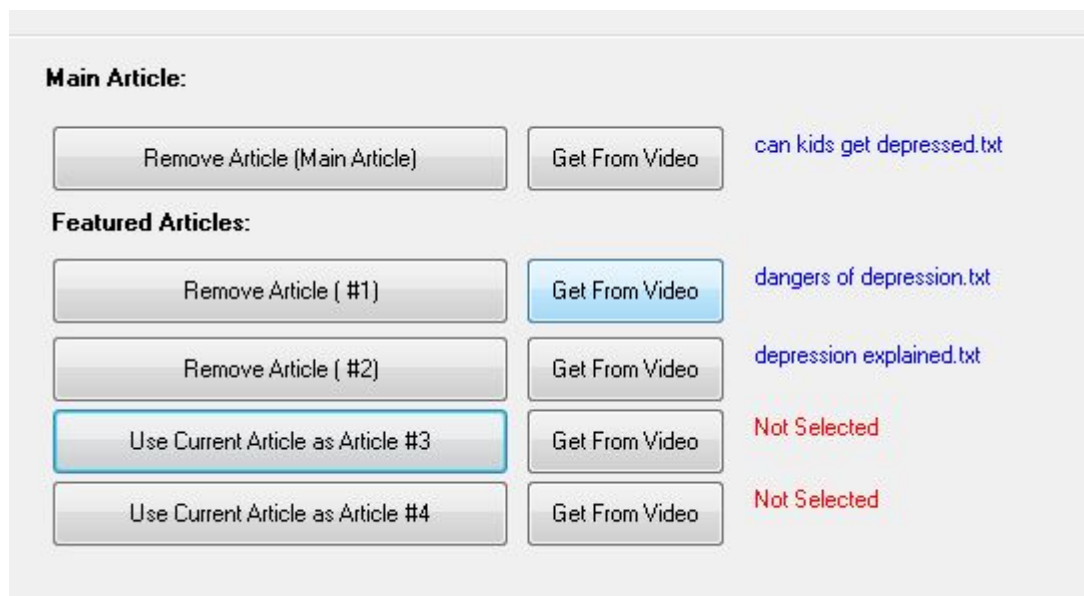 Main Article:
Remove Article (Main Article) Get From Video can kids get depressed.txt
Featured Articles:
Remove Article ( #1) Get From Video dangers of depression.txt
Remove Article ( #2) Get From Video depression explained.txt
Use Current Article as Article #3 Get From Video Not Selected
Use Current Article as Article #4 Get From Video Not Selected